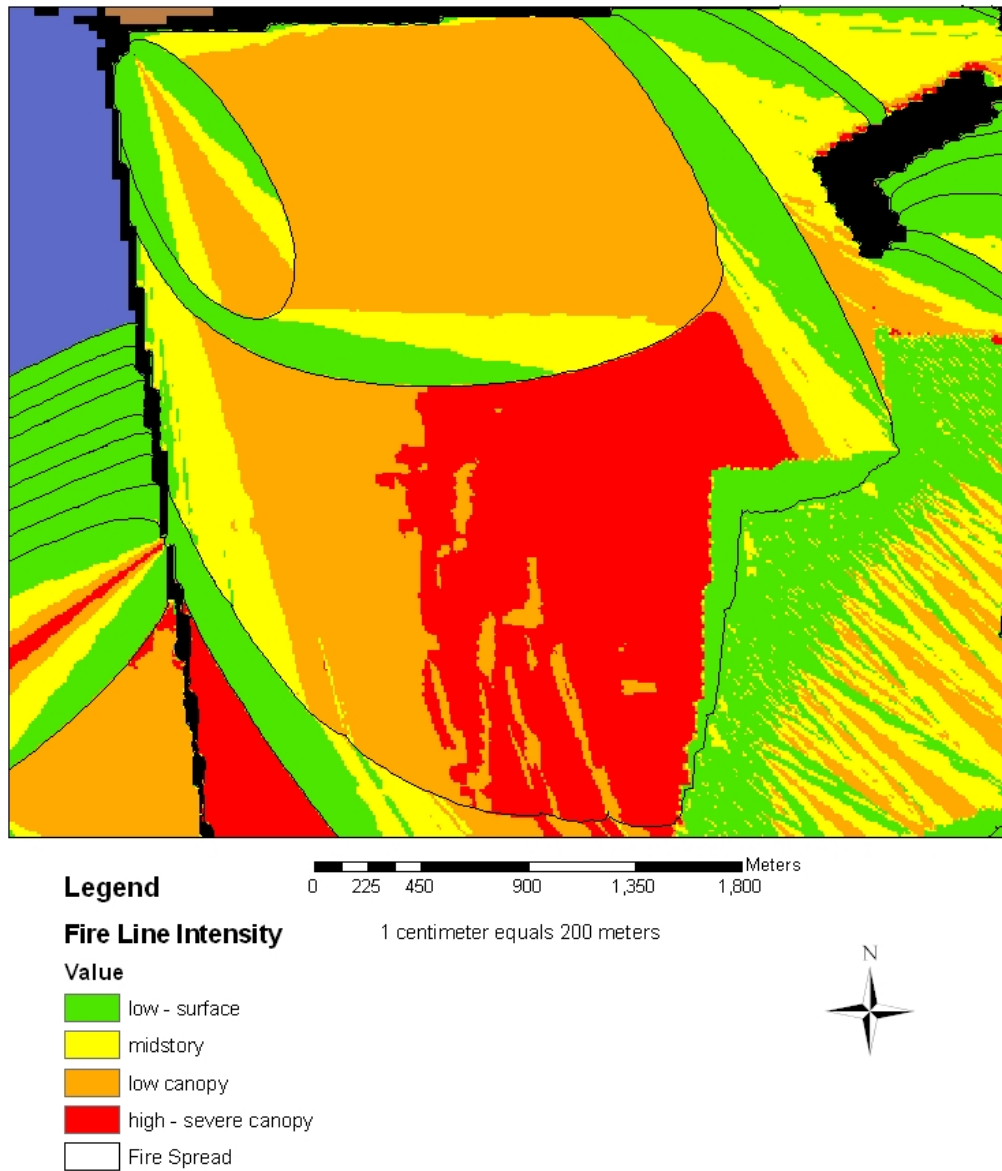 Legend
0 225 450 900 1,350 1,800 Meters
Fire Line Intensity
1 centimeter equals 200 meters
Value
N
low - surface
midstory
low canopy
high - severe canopy
Fire Spread